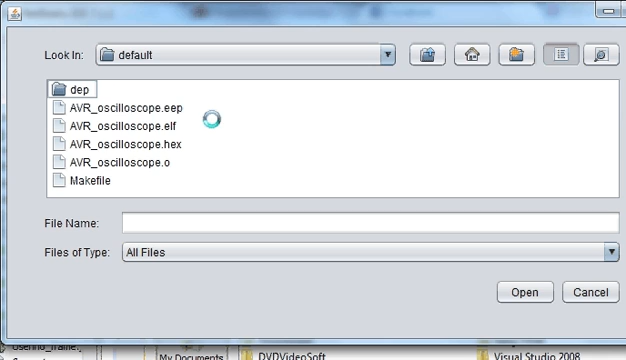 Look In: default
dep
AVR_oscilloscope.eep
AVR_oscilloscope.elf
AVR_oscilloscope.hex
AVR_oscilloscope.o
Makefile
File Name:
Files of Type: All Files
Open Cancel
My Documents DVDVideoSoft Visual Studio 2008